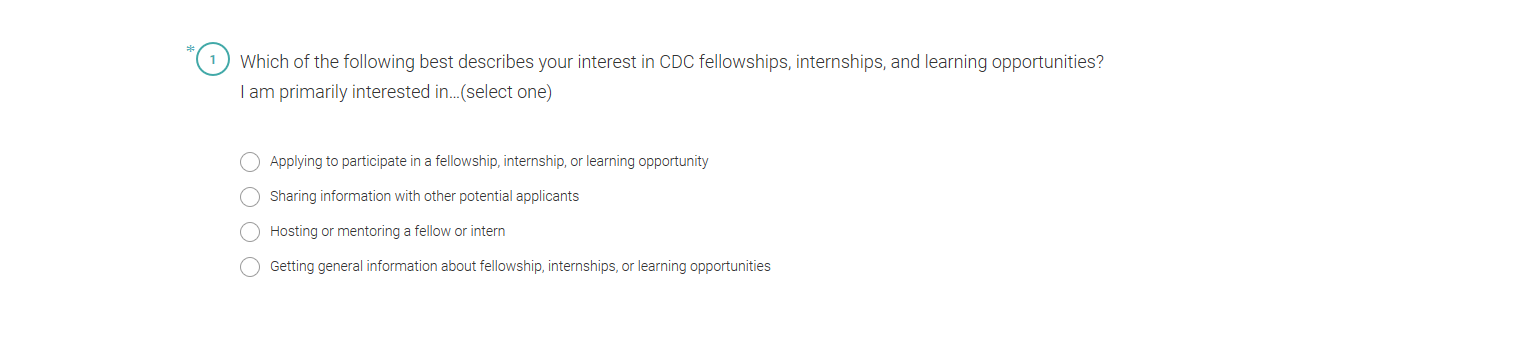 * 1 Which of the following best describes your interest in CDC fellowships, internships, and learning opportunities?
I am primarily interested in...(select one)
Applying to participate in a fellowship, internship, or learning opportunity
Sharing information with other potential applicants
Hosting or mentoring a fellow or intern
Getting general information about fellowship, internships, or learning opportunities